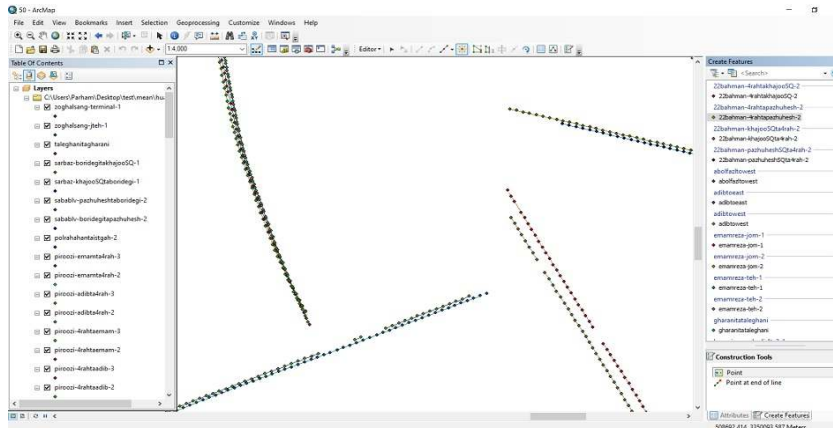 50 - ArcMap
File Edit View Bookmarks Insert Selection Geoprocessing Customize Windows Help
1:4,000
Editor
Table Of Contents
Layers
C:\Users\Parham\Desktop\test\mean\hu
zoghalsang-terminal-1
zoghalsang-jteh-1
taleghanitagharani
sarbaz-boridegitakhajooSQ-1
sarbaz-khajooSQtaboridegi-1
sabablv-pazhuheshtaboridegi-2
sabablv-boridegitapazhuhesh-2
polrahahantaistgah-2
piroozi-emamta4rah-3
piroozi-emamta4rah-2
piroozi-adibta4rah-3
piroozi-adibta4rah-2
piroozi-4rahtaemam-3
piroozi-4rahtaemam-2
piroozi-4rahtaadib-3
piroozi-4rahtaadib-2
Create Features
<Search>
22bahman-4rahtakhajooSQ-2
22bahman-4rahtakhajooSQ-2
22bahman-4rahtapazhuhesh-2
22bahman-4rahtapazhuhesh-2
22bahman-khajooSQta4rah-2
22bahman-khajooSQta4rah-2
22bahman-pazhuheshSQta4rah-2
22bahman-pazhuheshSQta4rah-2
abolfazltowest
abolfazltowest
adibtoeast
adibtoeast
adibtowest
adibtowest
emamreza-jom-1
emamreza-jom-1
emamreza-jom-2
emamreza-jom-2
emamreza-teh-1
emamreza-teh-1
emamreza-teh-2
emamreza-teh-2
gharanitataleghani
gharanitataleghani
Construction Tools
Point
Point at end of line
Attributes Create Features
508692.414 3350093.587 Meters